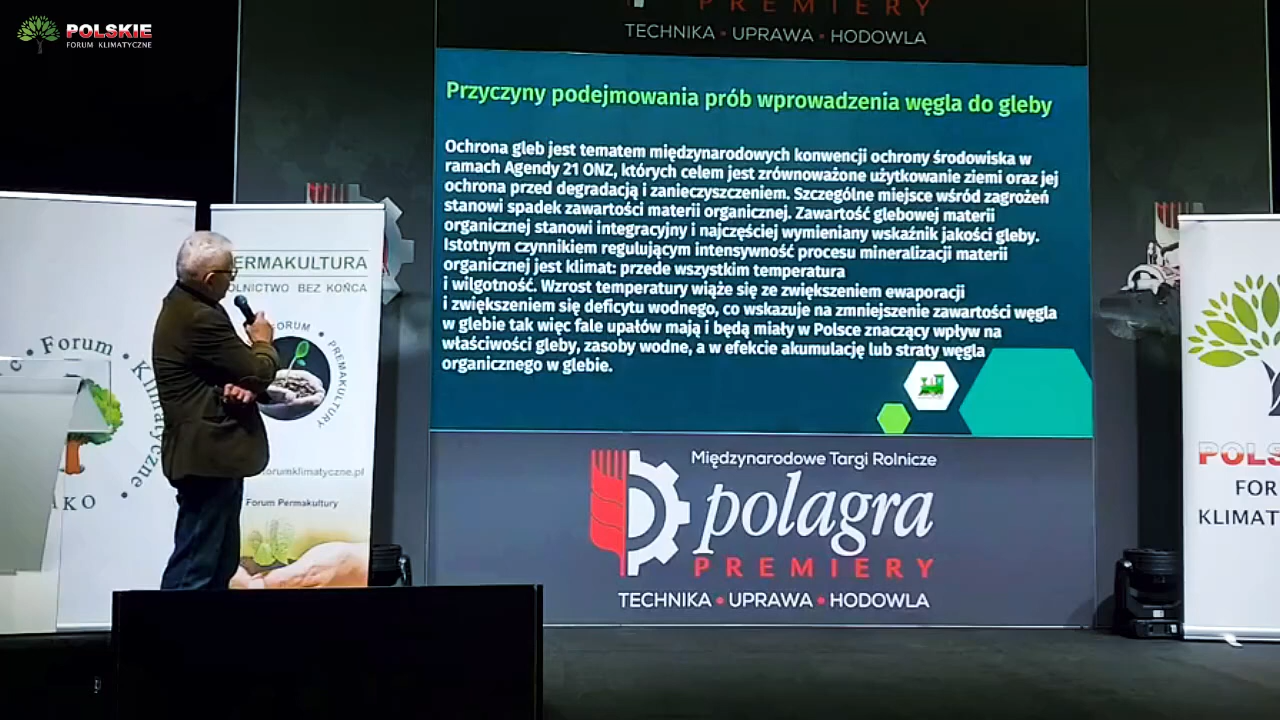 POLSKIE
FORUM KLIMATYCZNE
PREMIERY
TECHNIKA • UPRAWA • HODOWLA
Przyczyny podejmowania prób wprowadzenia węgla do gleby
Ochrona gleb jest tematem międzynarodowych konwencji ochrony środowiska w
ramach Agendy 21 ONZ, których celem jest zrównoważone użytkowanie ziemi oraz jej
ochrona przed degradacją i zanieczyszczeniem. Szczególne miejsce wśród zagrożeń
stanowi spadek zawartości materii organicznej. Zawartość glebowej materii
organicznej stanowi integracyjny i najczęściej wymieniany wskaźnik jakości gleby.
Istotnym czynnikiem regulującym intensywność procesu mineralizacji materii
organicznej jest klimat: przede wszystkim temperatura
i wilgotność. Wzrost temperatury wiąże się ze zwiększeniem ewaporacji
i zwiększeniem się deficytu wodnego, co wskazuje na zmniejszenie zawartości węgla
w glebie tak więc fale upałów mają i będą miały w Polsce znaczący wpływ na
właściwości gleby, zasoby wodne, a w efekcie akumulację lub straty węgla
organicznego w glebie.
Międzynarodowe Targi Rolnicze
polagra
PREMIERY
TECHNIKA • UPRAWA • HODOWLA
ERMAKULTURA
OLNICTWO BEZ KOŃCA
FORUM • PREMAKULTURY
orumklimatyczne.pl
Forum Permakultury
• Forum • Klimatyczne •
KO
POLS
FOR
KLIMAT